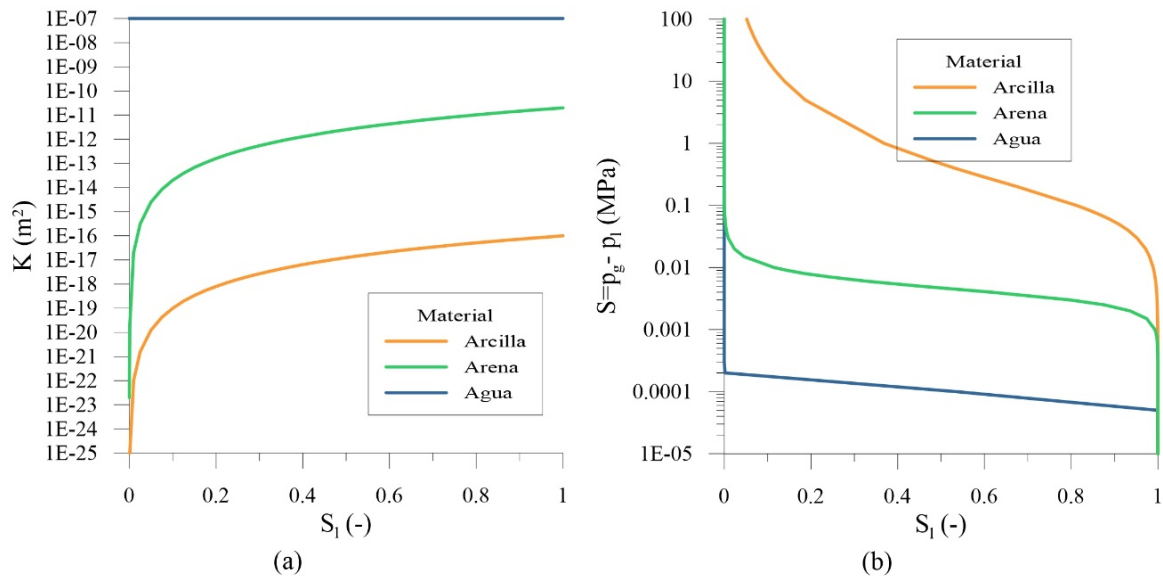 1E-07
1E-08
1E-09
1E-10
1E-11
1E-12
1E-13
1E-14
1E-15
1E-16
1E-17
1E-18
1E-19
1E-20
1E-21
1E-22
1E-23
1E-24
1E-25
K (m²)
Material
Arcilla
Arena
Agua
0 0.2 0.4 0.6 0.8 1
Sₗ (-)
(a)
100
10
1
0.1
0.01
0.001
0.0001
1E-05
S=p_g- pₗ (MPa)
Material
Arcilla
Arena
Agua
0 0.2 0.4 0.6 0.8 1
Sₗ (-)
(b)